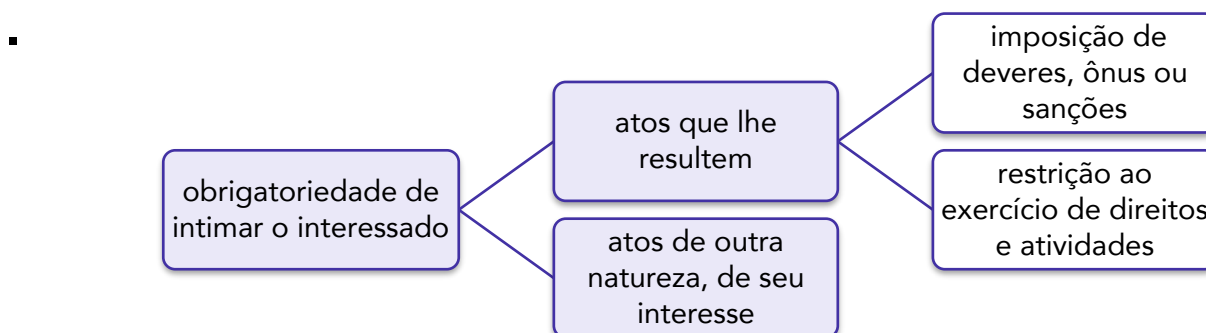 obrigatoriedade de
intimar o interessado
atos que lhe
resultem
imposição de
deveres, ônus ou
sanções
restrição ao
exercício de direitos
e atividades
atos de outra
natureza, de seu
interesse